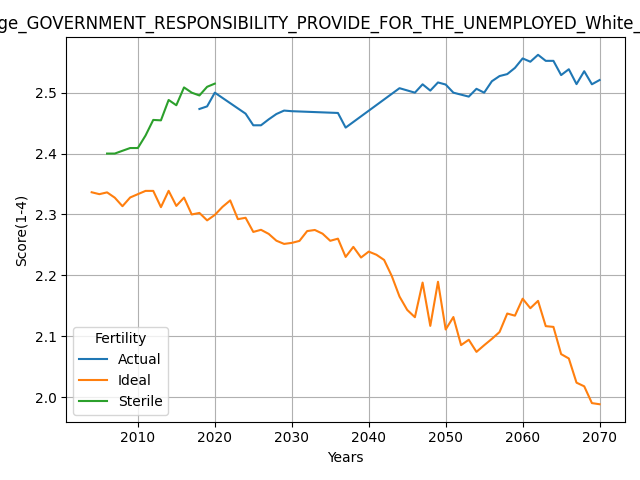 ge_GOVERNMENT_RESPONSIBILITY_PROVIDE_FOR_THE_UNEMPLOYED_White_
Score(1-4)
2.5
2.4
2.3
2.2
2.1
2.0
Fertility
Actual
Ideal
Sterile
2010 2020 2030 2040 2050 2060 2070
Years